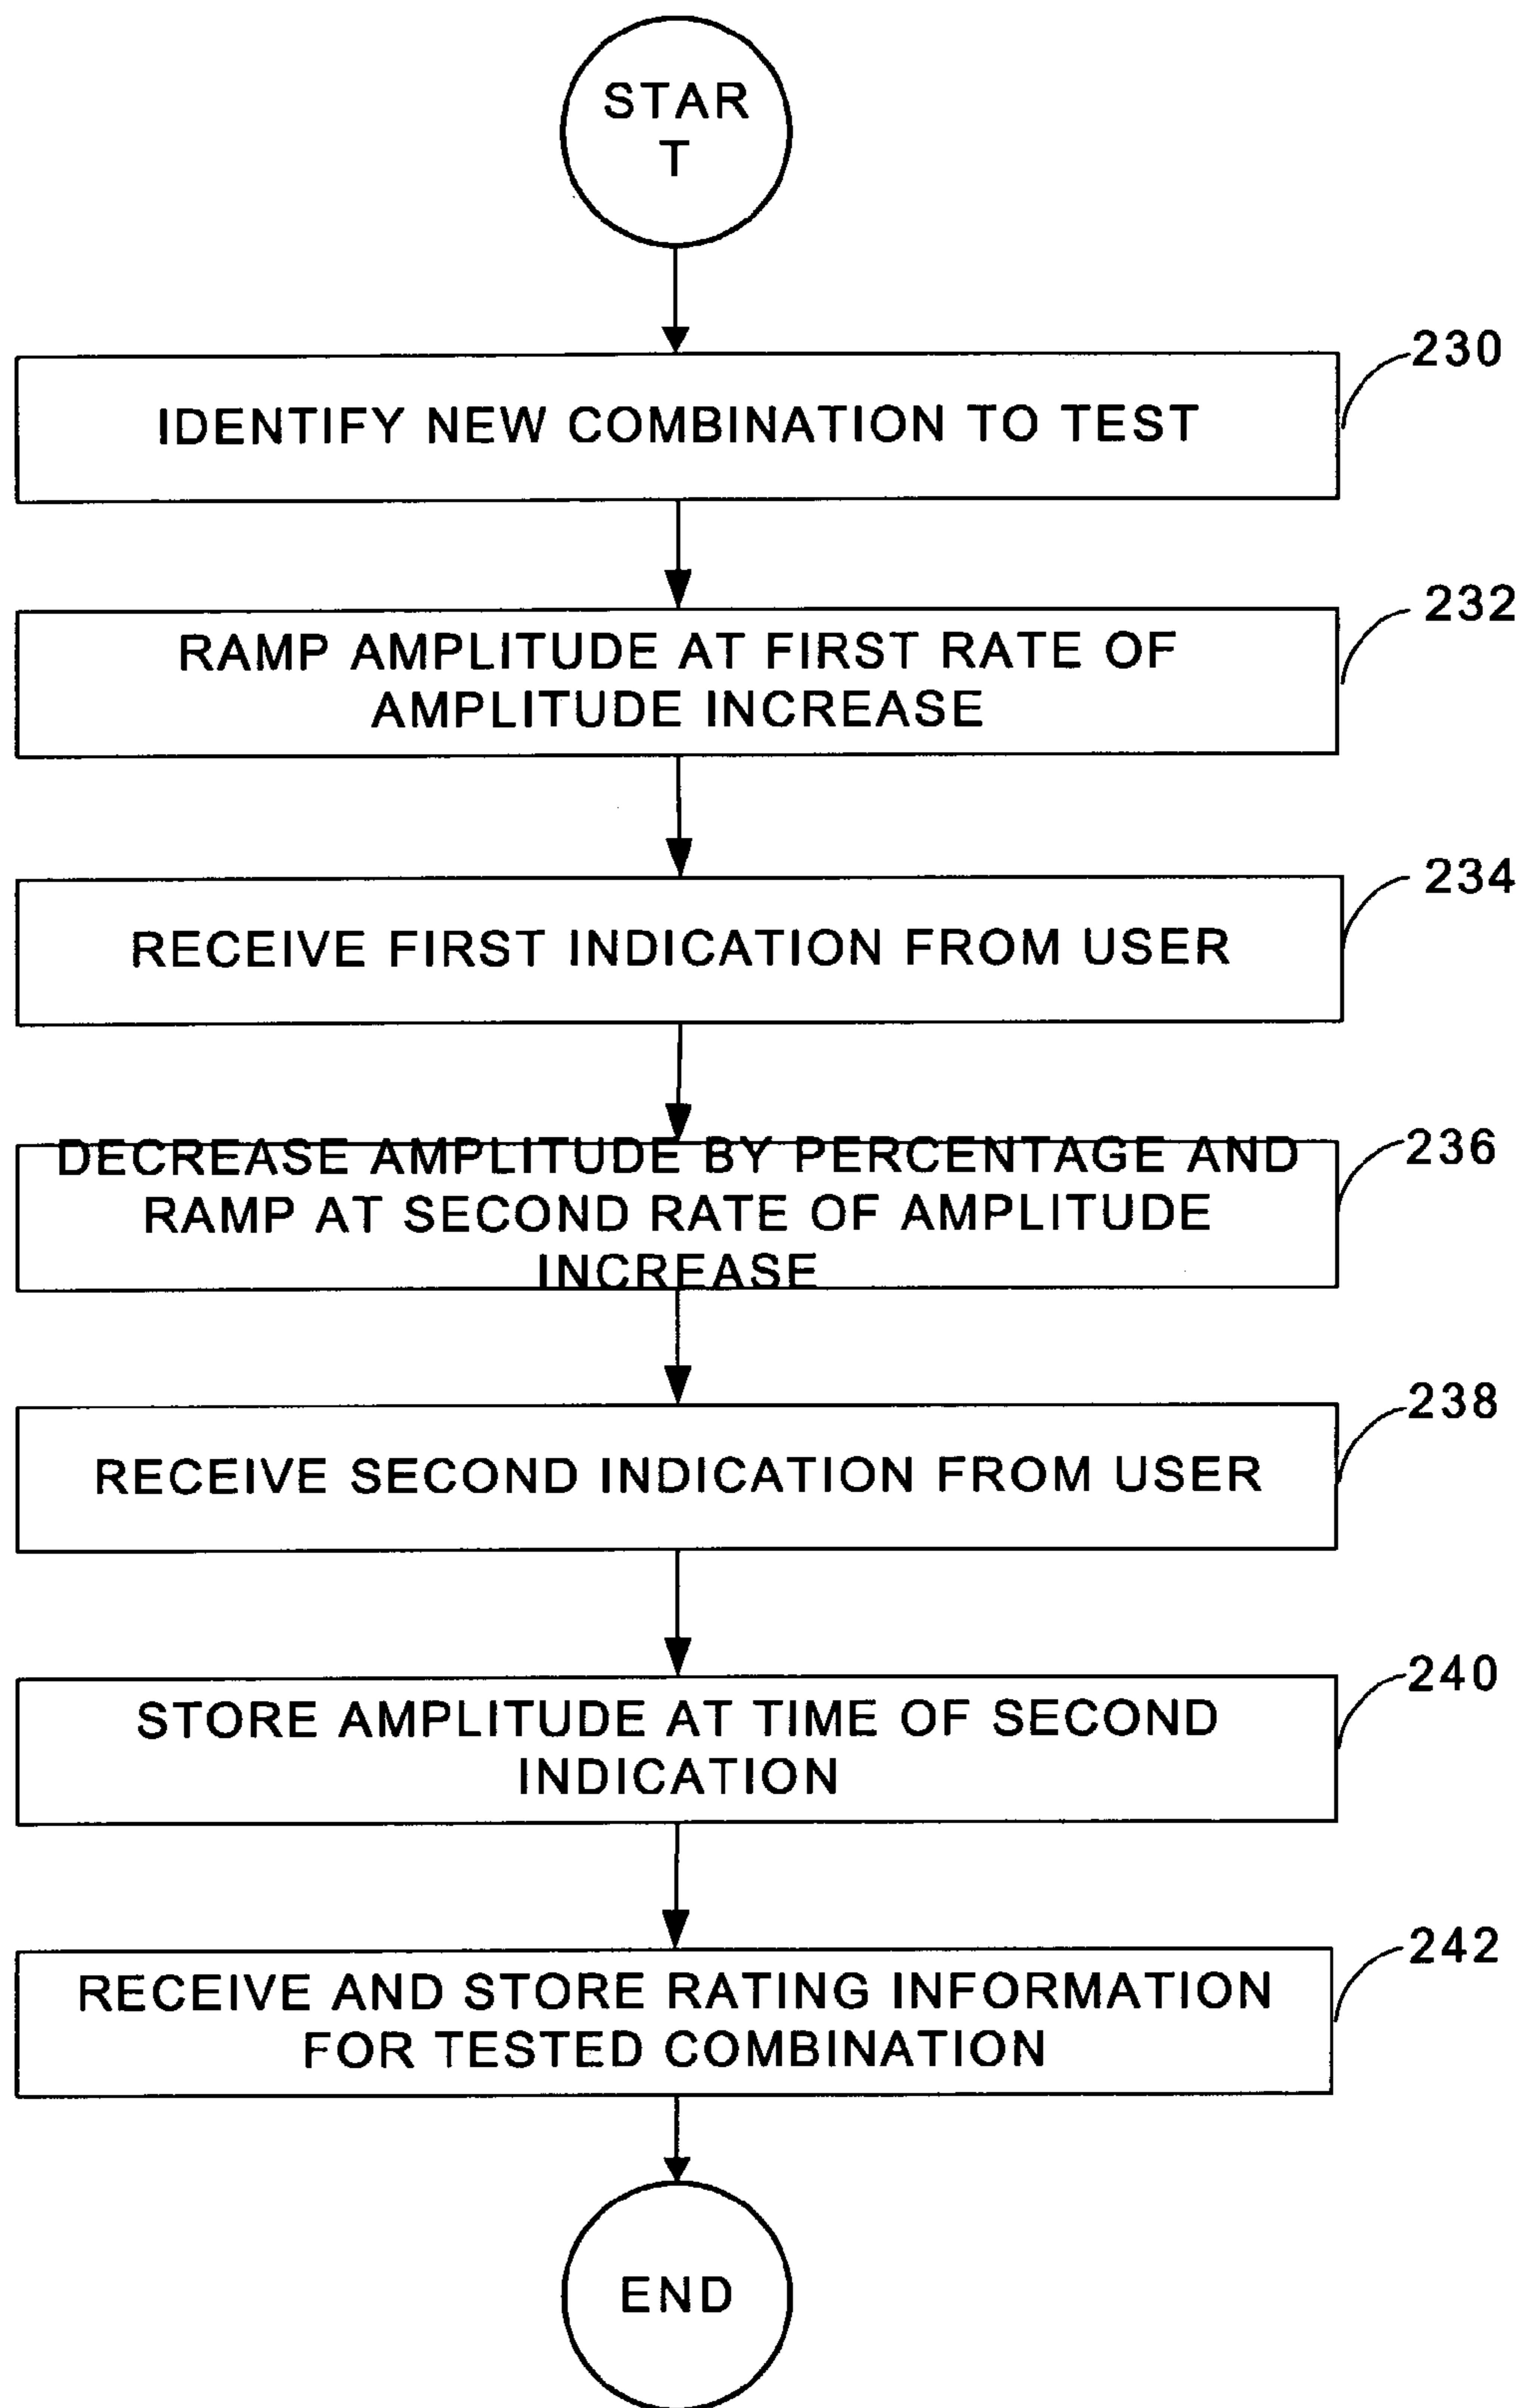 STAR
T
230
IDENTIFY NEW COMBINATION TO TEST
232
RAMP AMPLITUDE AT FIRST RATE OF
AMPLITUDE INCREASE
234
RECEIVE FIRST INDICATION FROM USER
236
DECREASE AMPLITUDE BY PERCENTAGE AND
RAMP AT SECOND RATE OF AMPLITUDE
INCREASE
238
RECEIVE SECOND INDICATION FROM USER
240
STORE AMPLITUDE AT TIME OF SECOND
INDICATION
242
RECEIVE AND STORE RATING INFORMATION
FOR TESTED COMBINATION
END